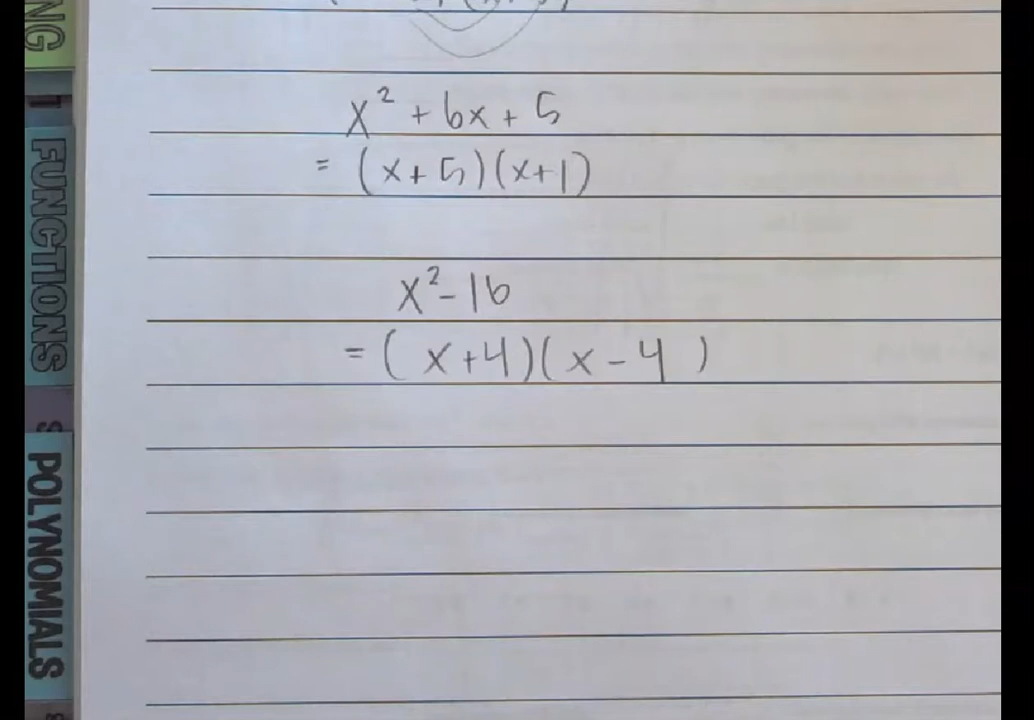 x² + 6x + 5
= (x + 5)(x + 1)
x² - 16
= (x + 4)(x - 4)
NG
FUNCTIONS
POLYNOMIALS